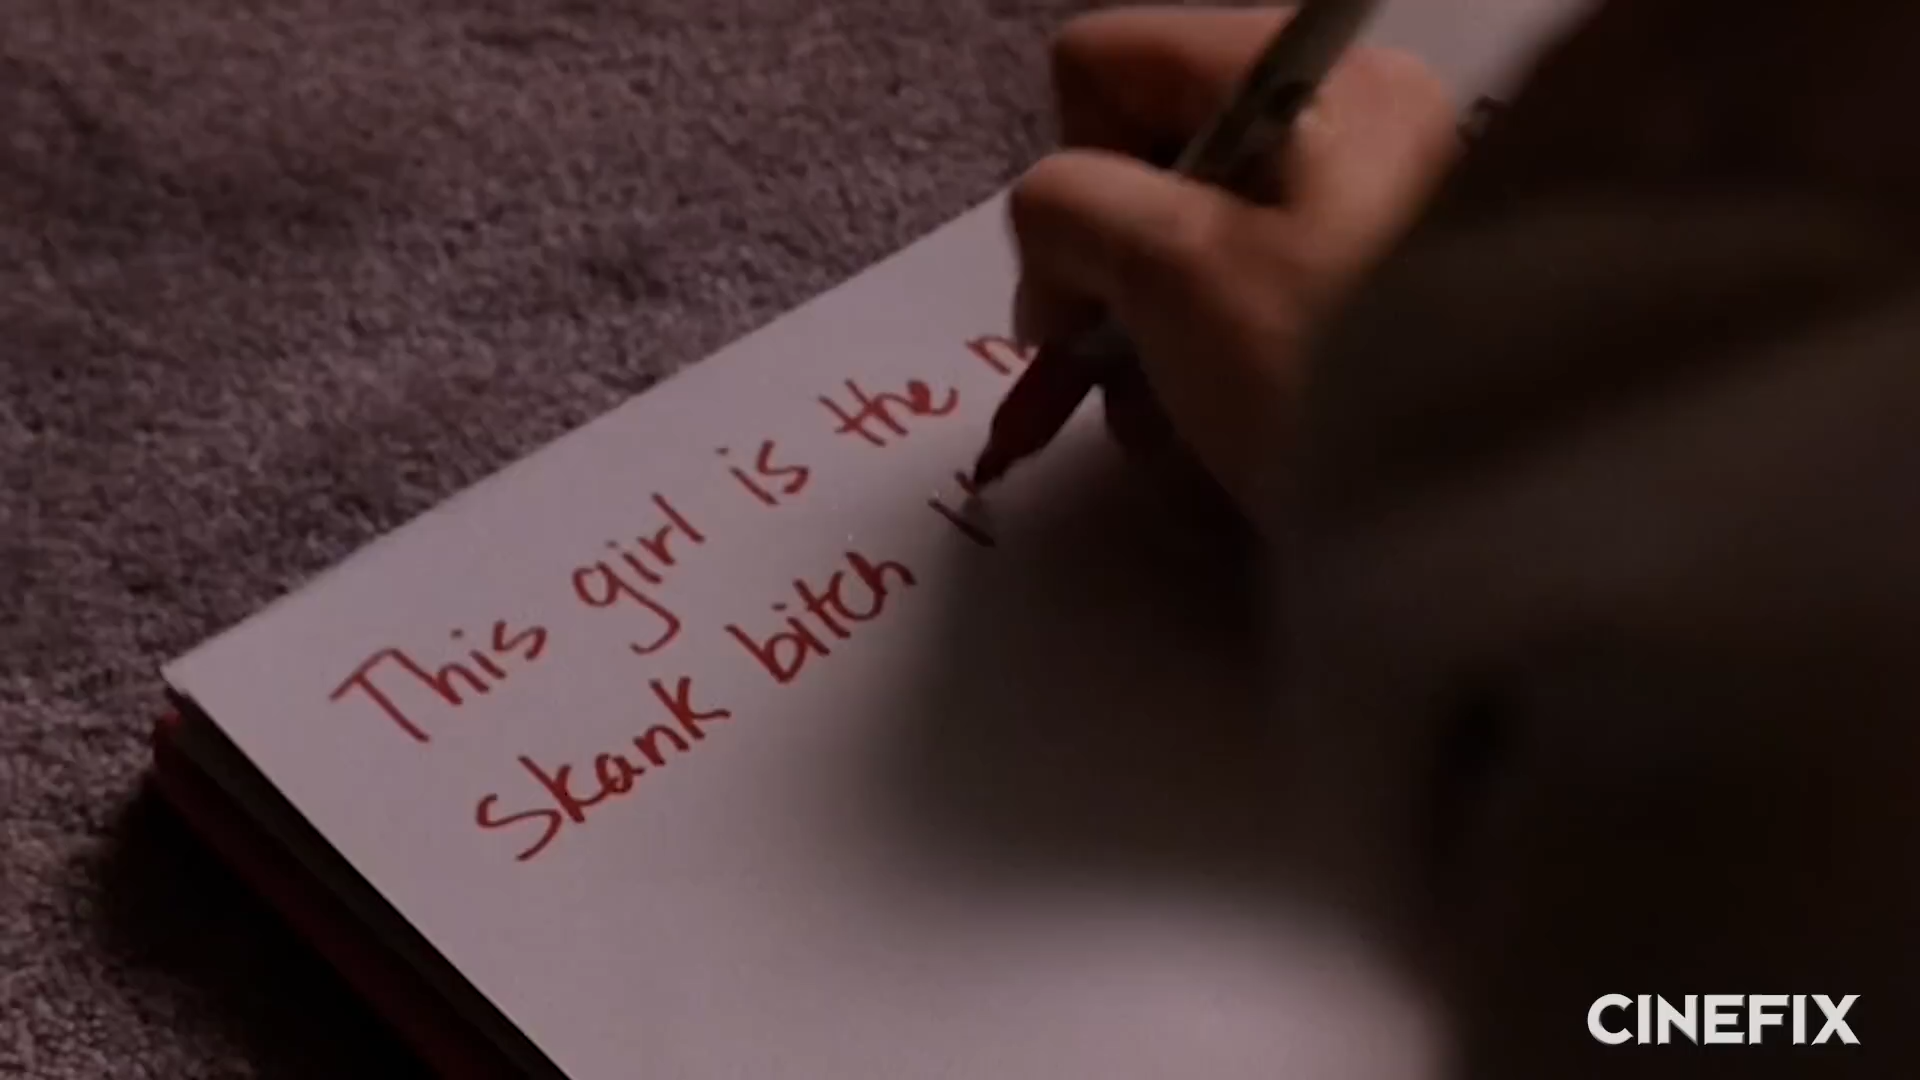 This girl is the
skank bitch
CINEFIX